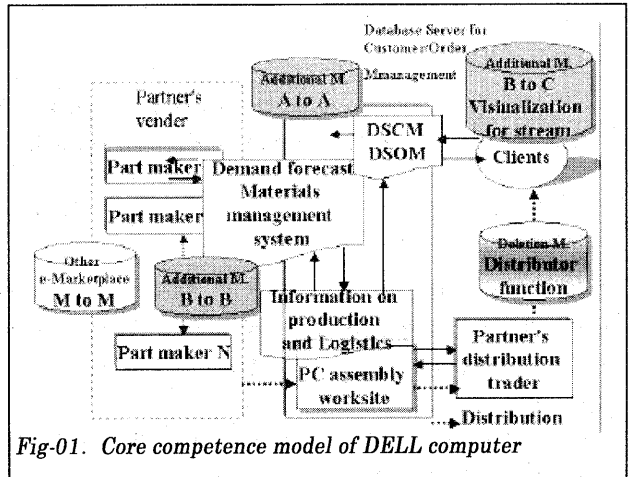 Database Server for
Customer/Order
Mmanagement
Additional M.
A to A
Additional M.
B to C
Visiualization
for stream
Partner's
vender
DSCM
DSOM
Clients
Part maker
Demand forecast
Materials
management
system
Part maker
Other
e-Marketplace
M to M
Additional M.
B to B
Deletion M.
Distributor
function
Information on
production
and Logistics
Part maker N
PC assembly
worksite
Partner's
distribution
trader
Distribution
Fig-01. Core competence model of DELL computer